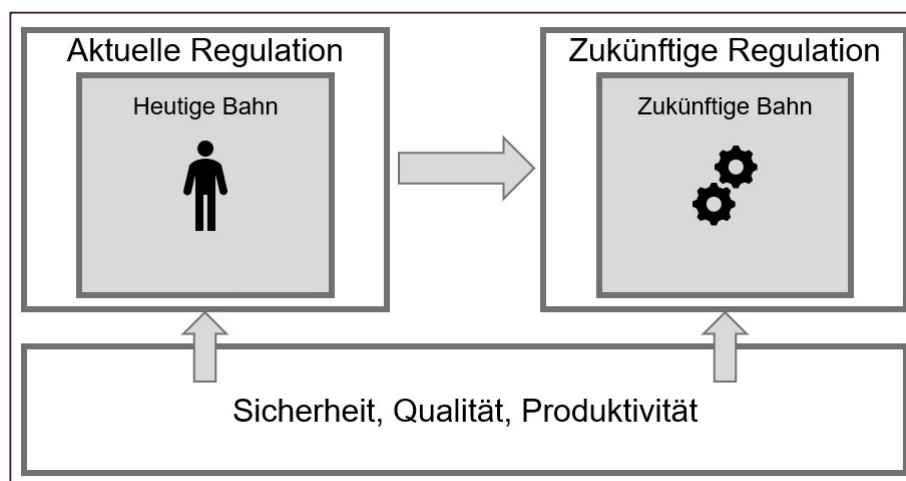 Aktuelle Regulation
Zukünftige Regulation
Heutige Bahn
Zukünftige Bahn
Sicherheit, Qualität, Produktivität